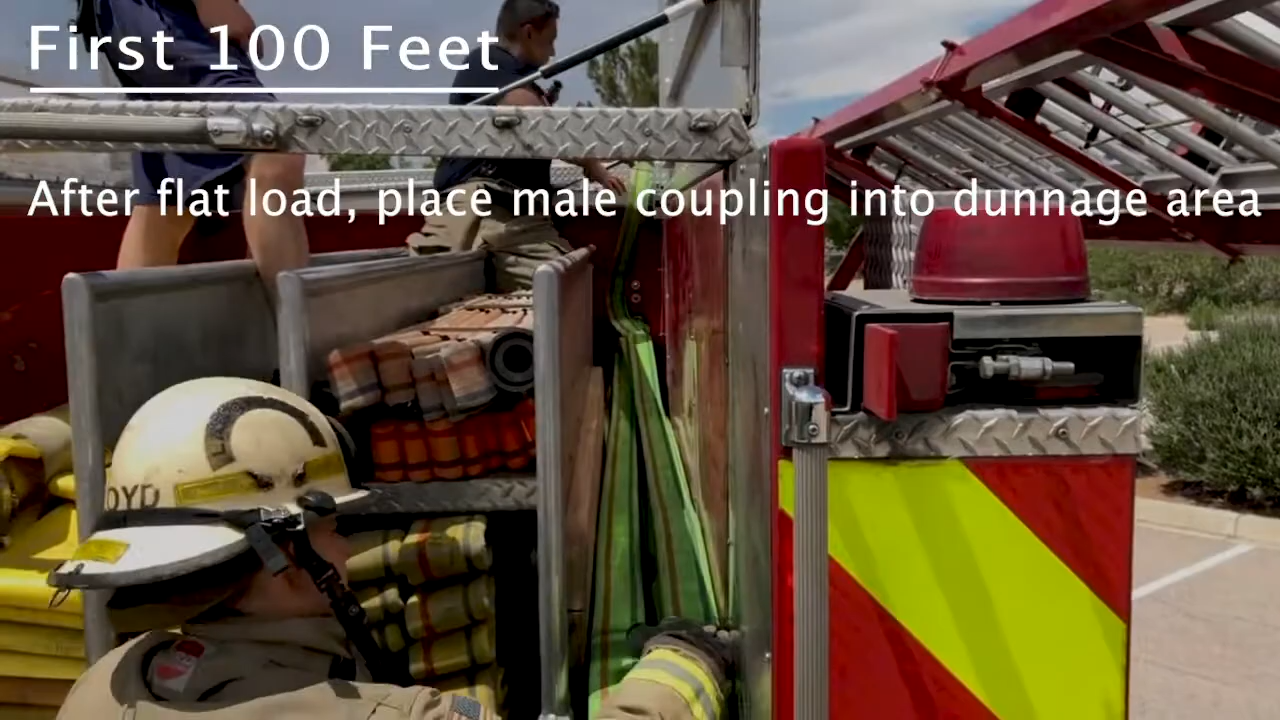 First 100 Feet
After flat load, place male coupling into dunnage area
OYD